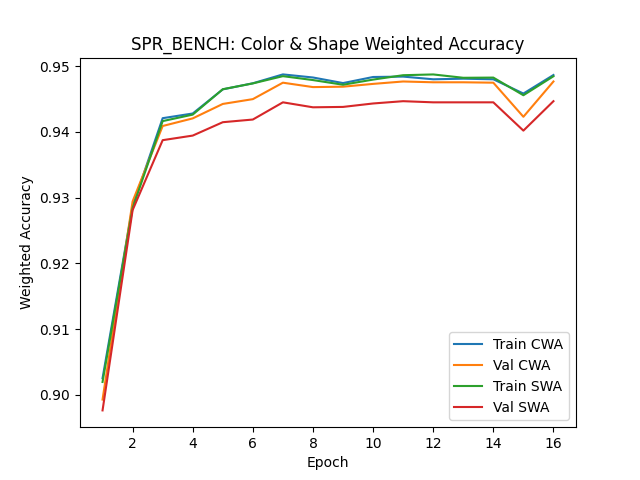 SPR_BENCH: Color & Shape Weighted Accuracy
Weighted Accuracy
0.95
0.94
0.93
0.92
0.91
0.90
Train CWA
Val CWA
Train SWA
Val SWA
2 4 6 8 10 12 14 16
Epoch